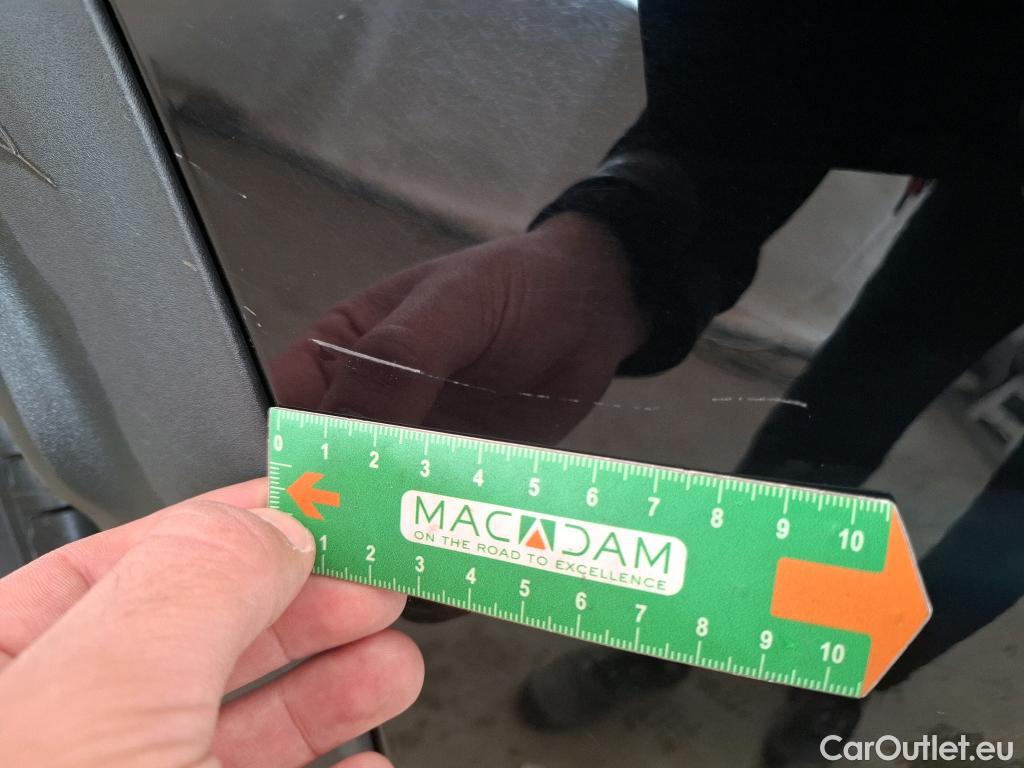 0 1 2 3 4 5 6 7 8 9 10
MACADAM
ON THE ROAD TO EXCELLENCE
1 2 3 4 5 6 7 8 9 10
CarOutlet.eu